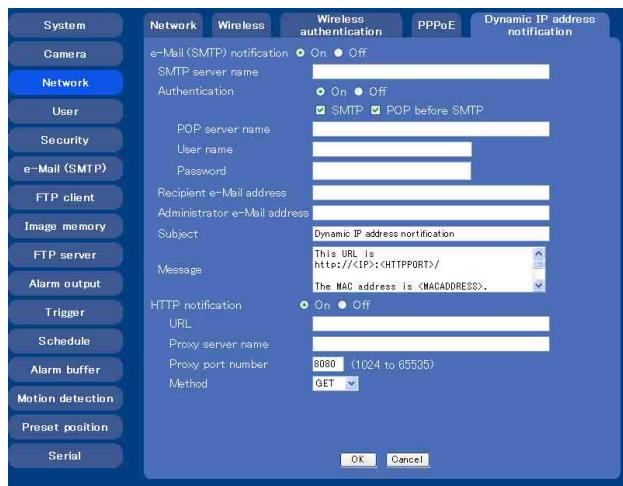 System
Camera
Network
User
Security
e-Mail (SMTP)
FTP client
Image memory
FTP server
Alarm output
Trigger
Schedule
Alarm buffer
Motion detection
Preset position
Serial
Network
Wireless
Wireless authentication
PPPoE
Dynamic IP address notification
e-Mail (SMTP) notification On Off
SMTP server name
Authentication On Off
SMTP POP before SMTP
POP server name
User name
Password
Recipient e-Mail address
Administrator e-Mail address
Subject Dynamic IP address nortification
Message
This URL is
http://<IP>:<HTTPPORT>/
The MAC address is <MACADDRESS>.
HTTP notification On Off
URL
Proxy server name
Proxy port number 8080 (1024 to 65535)
Method GET
OK Cancel